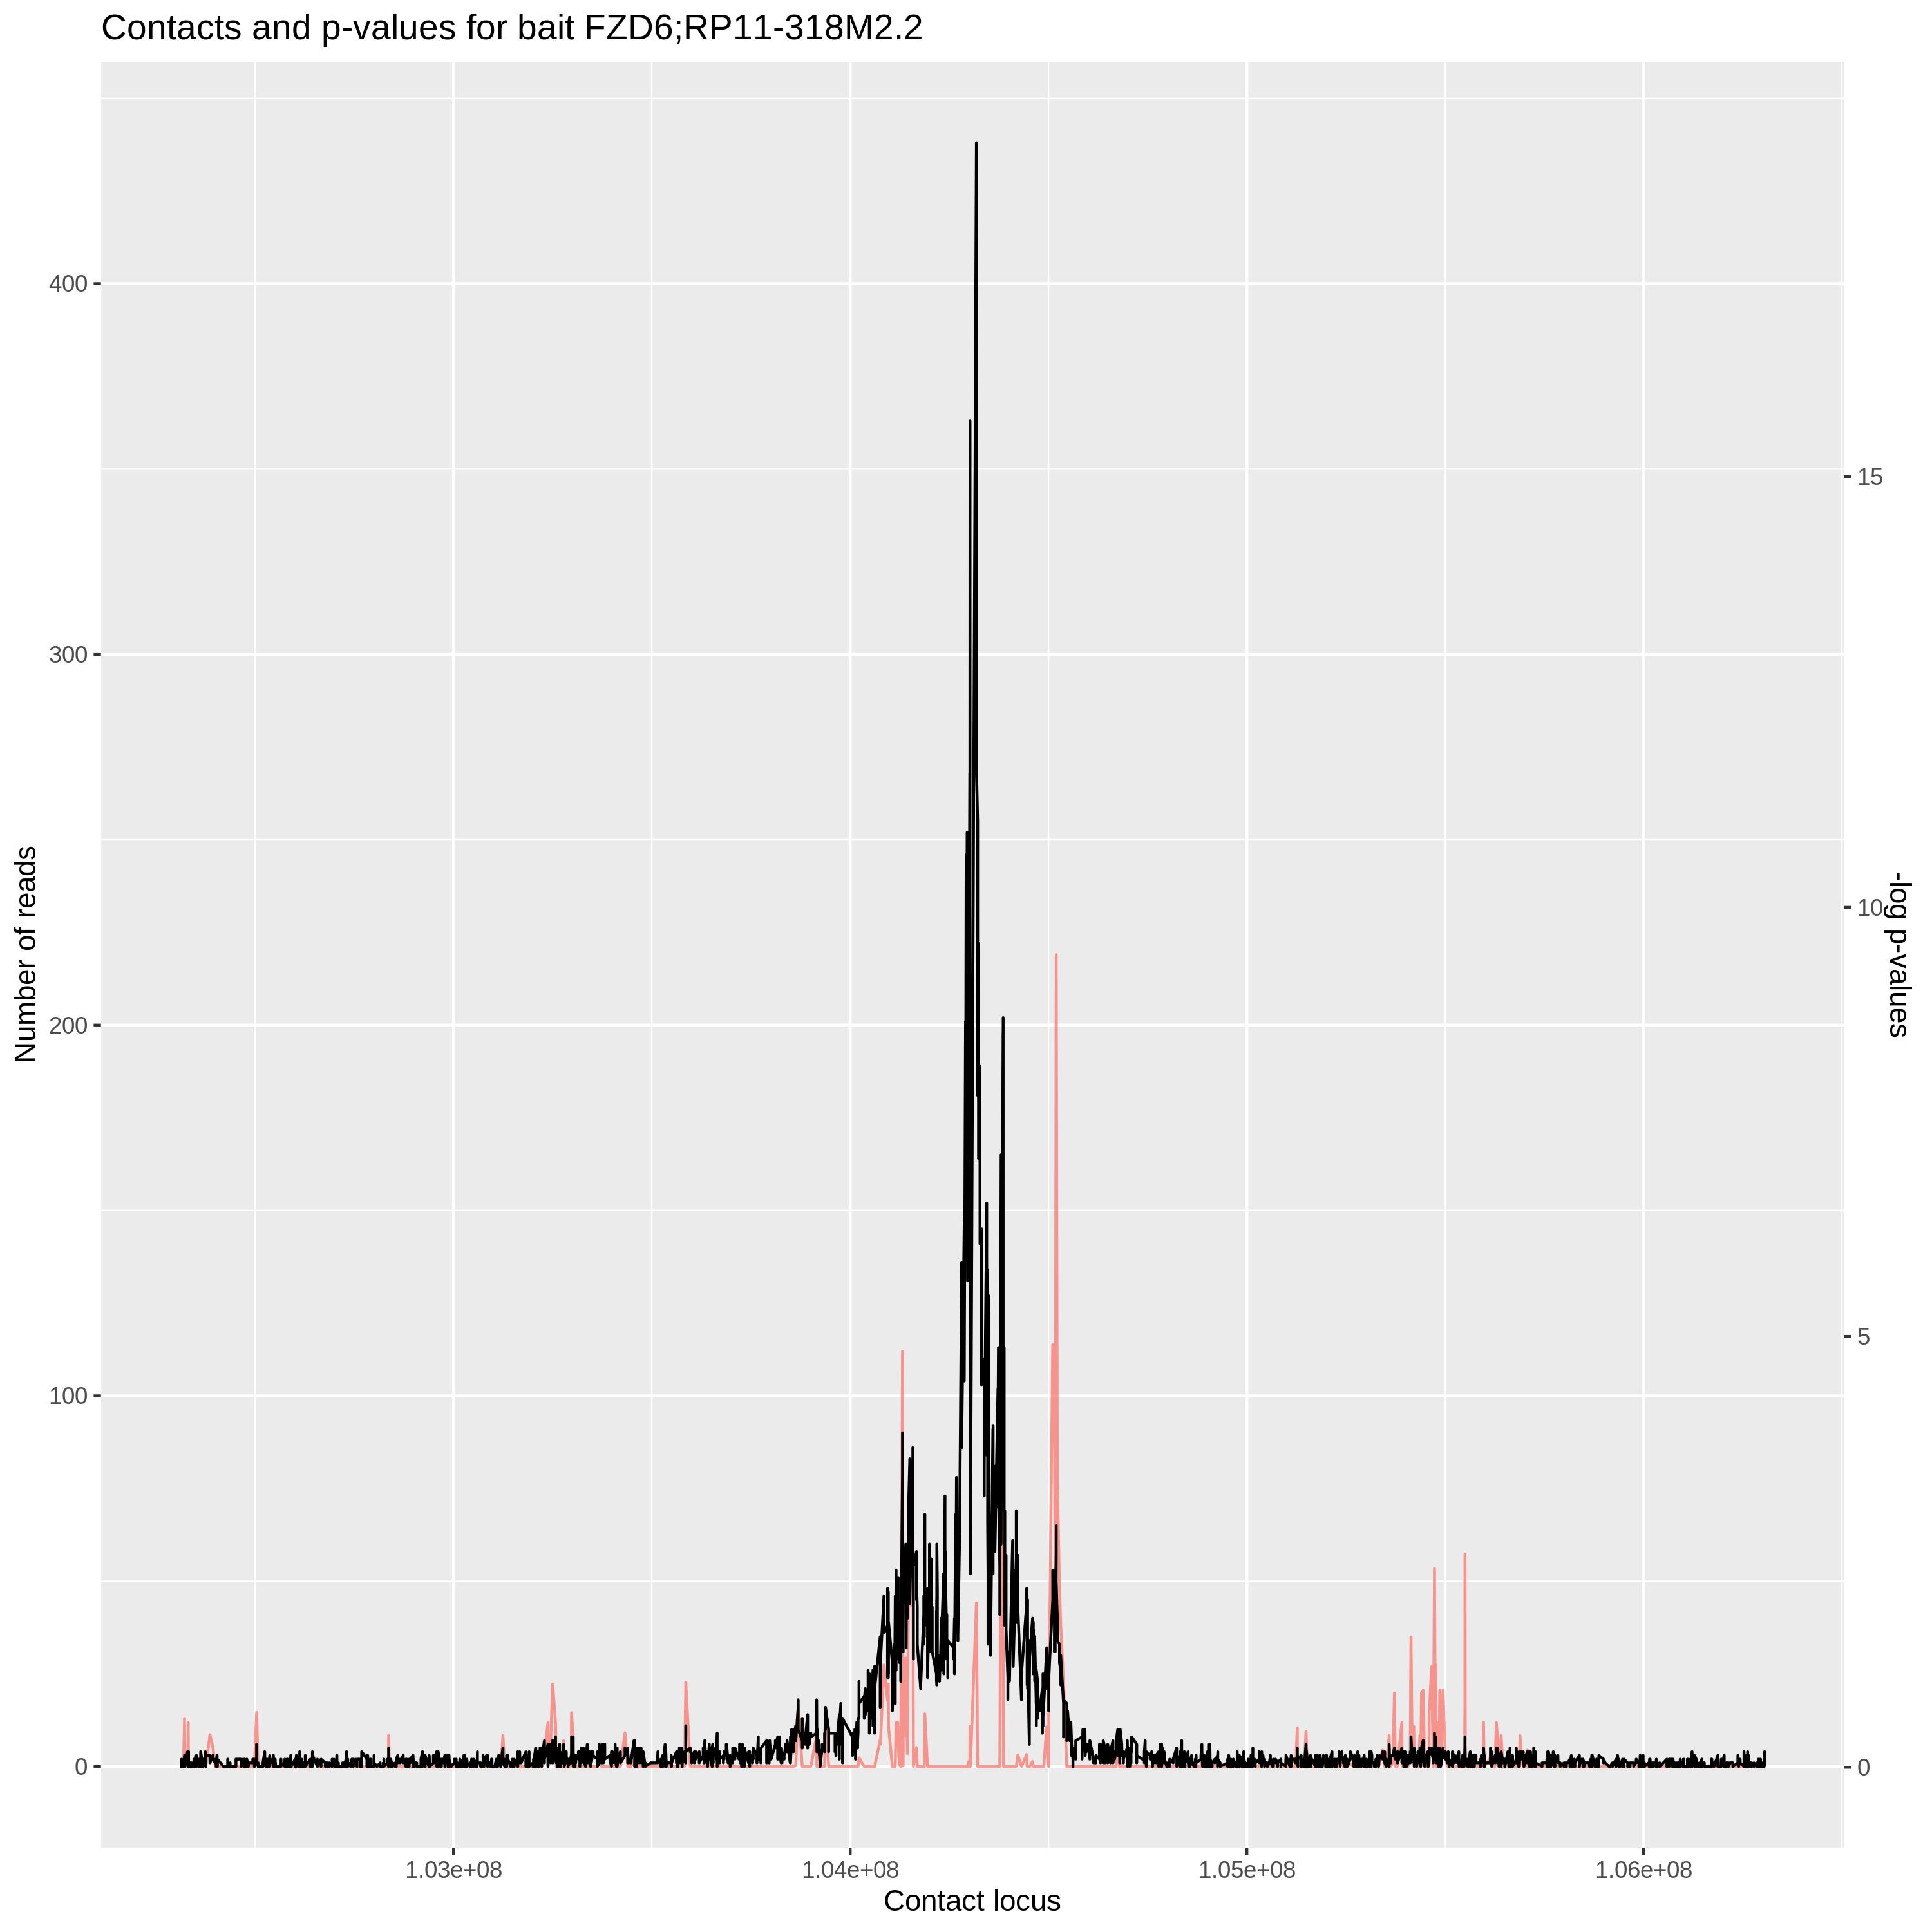 Contacts and p-values for bait FZD6;RP11-318M2.2
400
300
200
100
0
Number of reads
15
10
5
0
-log p-values
1.03e+08
1.04e+08
1.05e+08
1.06e+08
Contact locus